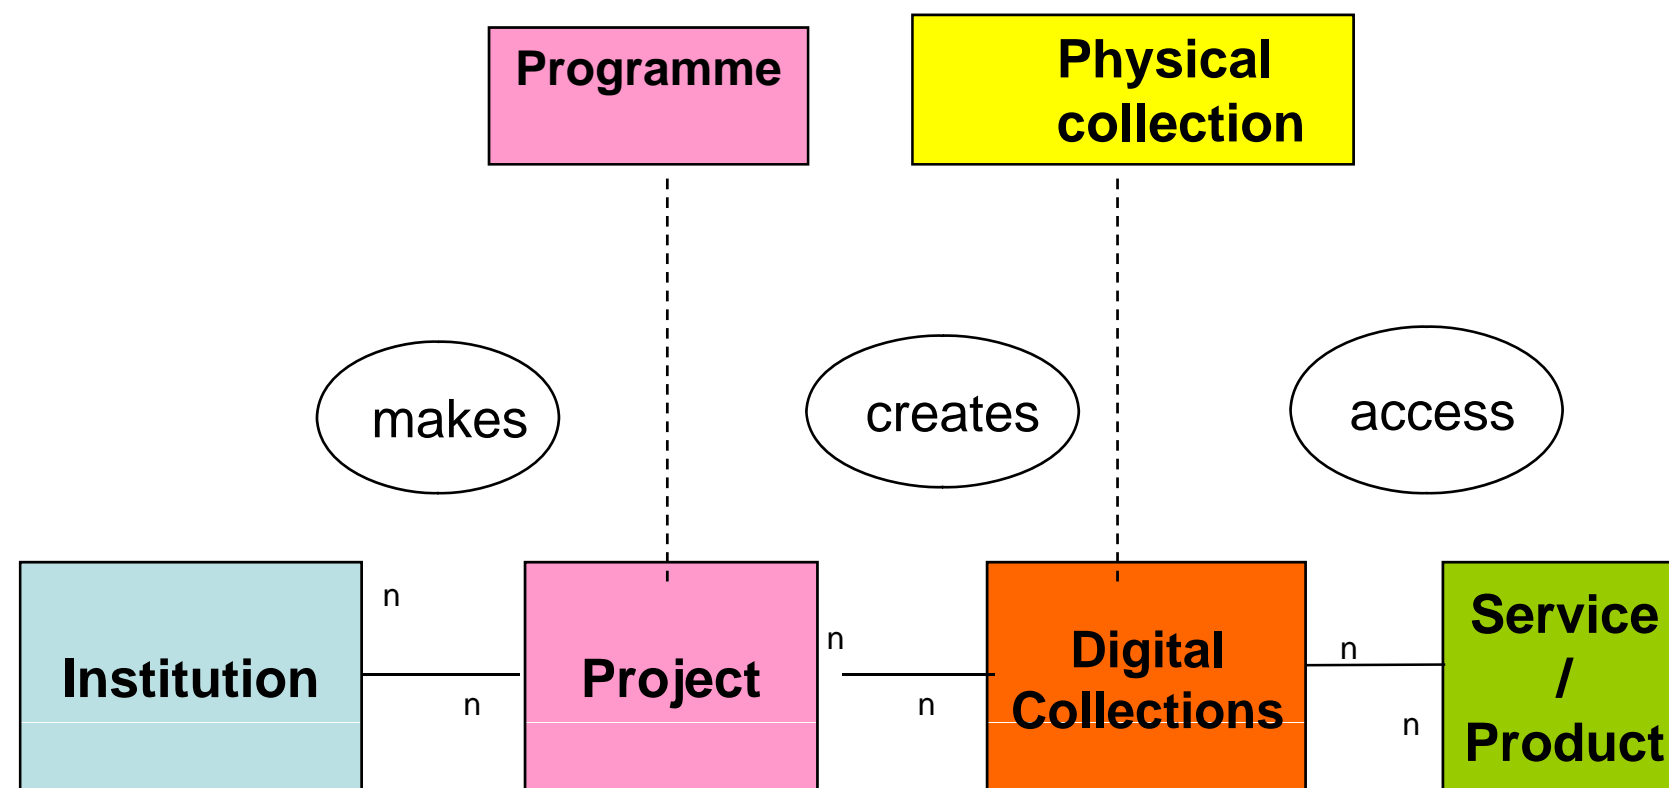 Programme
Physical
collection
makes
creates
access
Institution
n
n
Project
n
n
Digital
Collections
n
n
Service
/
Product